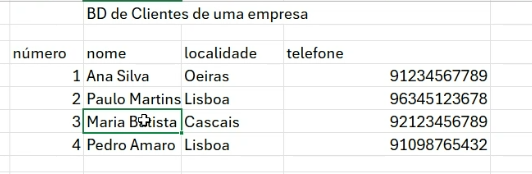 BD de Clientes de uma empresa
número nome localidade telefone
1 Ana Silva Oeiras 91234567789
2 Paulo Martins Lisboa 96345123678
3 Maria Batista Cascais 92123456789
4 Pedro Amaro Lisboa 91098765432